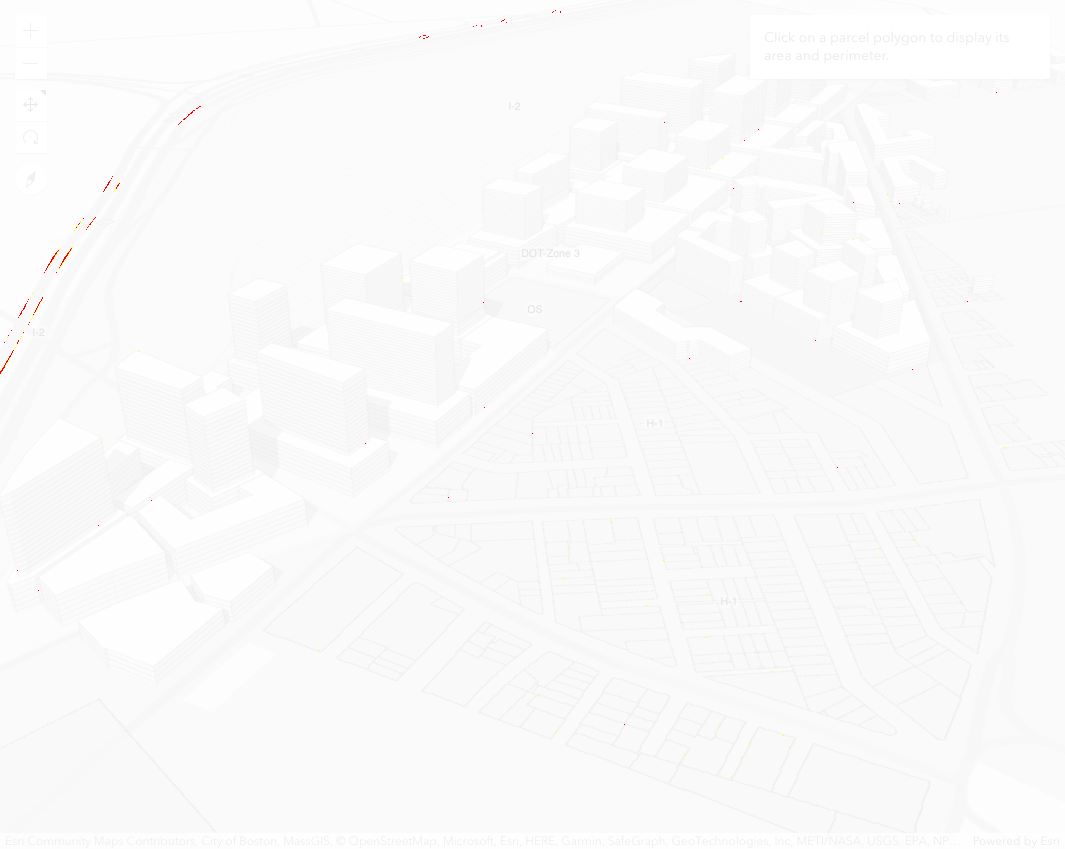 Click on a parcel polygon to display its
area and perimeter.
I-2
DOT-Zone 3
OS
I-2
H-1
H-1
Esri Community Maps Contributors, City of Boston, MassGIS, © OpenStreetMap, Microsoft, Esri, HERE, Garmin, SafeGraph, GeoTechnologies, Inc, METI/NASA, USGS, EPA, NP... Powered by Esri